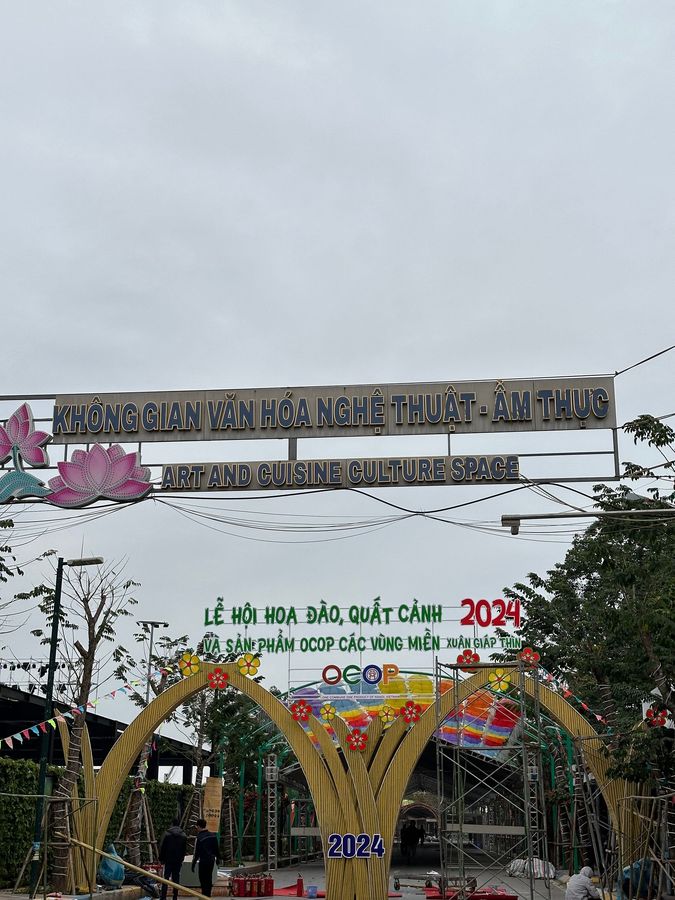 KHÔNG GIAN VĂN HÓA NGHỆ THUẬT - ẨM THỰC
ART AND CUISINE CULTURE SPACE
LỄ HỘI HOA ĐÀO, QUẤT CẢNH 2024
VÀ SẢN PHẨM OCOP CÁC VÙNG MIỀN XUÂN GIÁP THÌN
OCOP
2024